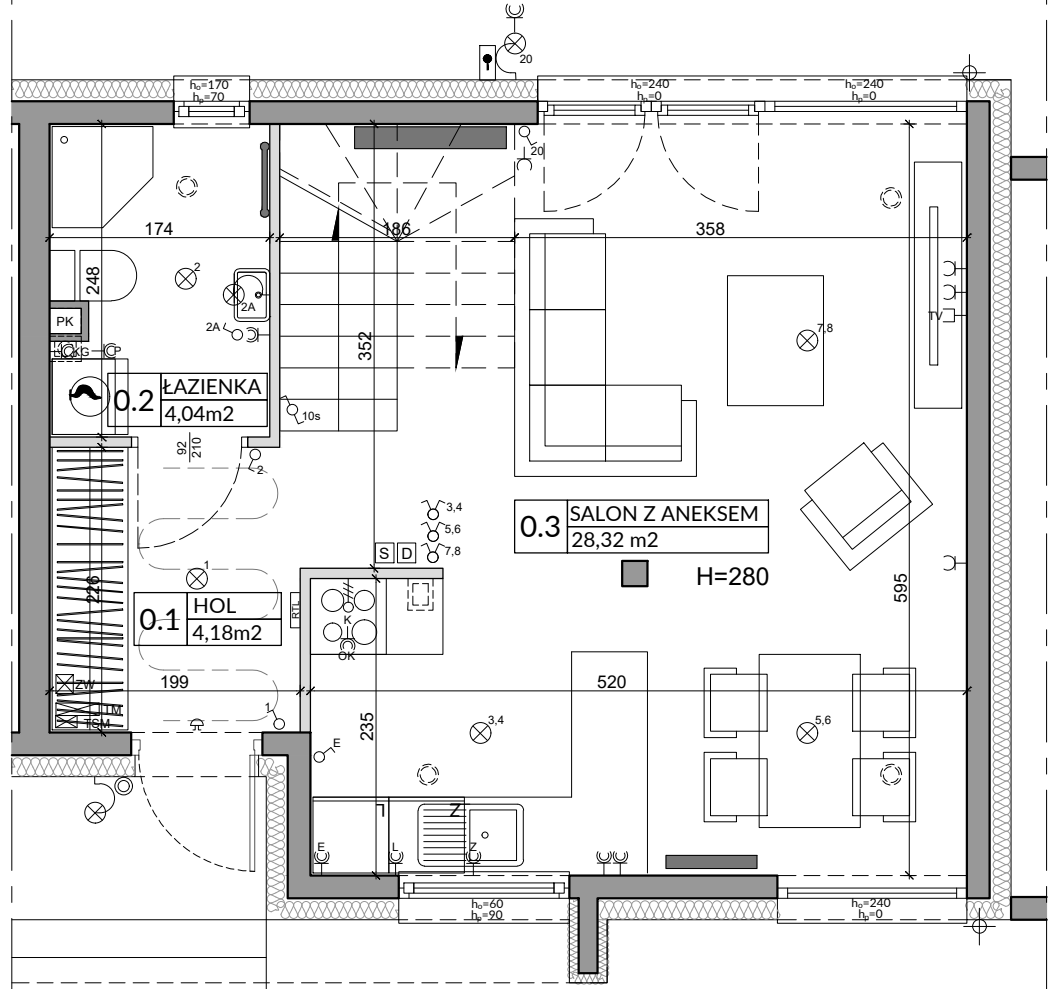 20
hₒ=170
hₚ=70
hₒ=240
hₚ=0
hₒ=240
hₚ=0
20
174
186
358
248
2
2A
2A
PK
KG
P
TV
7,8
352
0.2
ŁAZIENKA
4,04m2
10s
92
210
2
3,4
5,6
7,8
S
D
0.3
SALON Z ANEKSEM
28,32 m2
H=280
595
226
1
0.1
HOL
4,18m2
RTL
K
OK
199
520
ZW
TM
TSM
1
235
3,4
5,6
E
Z
E
L
Z
hₒ=60
hₚ=90
hₒ=240
hₚ=0